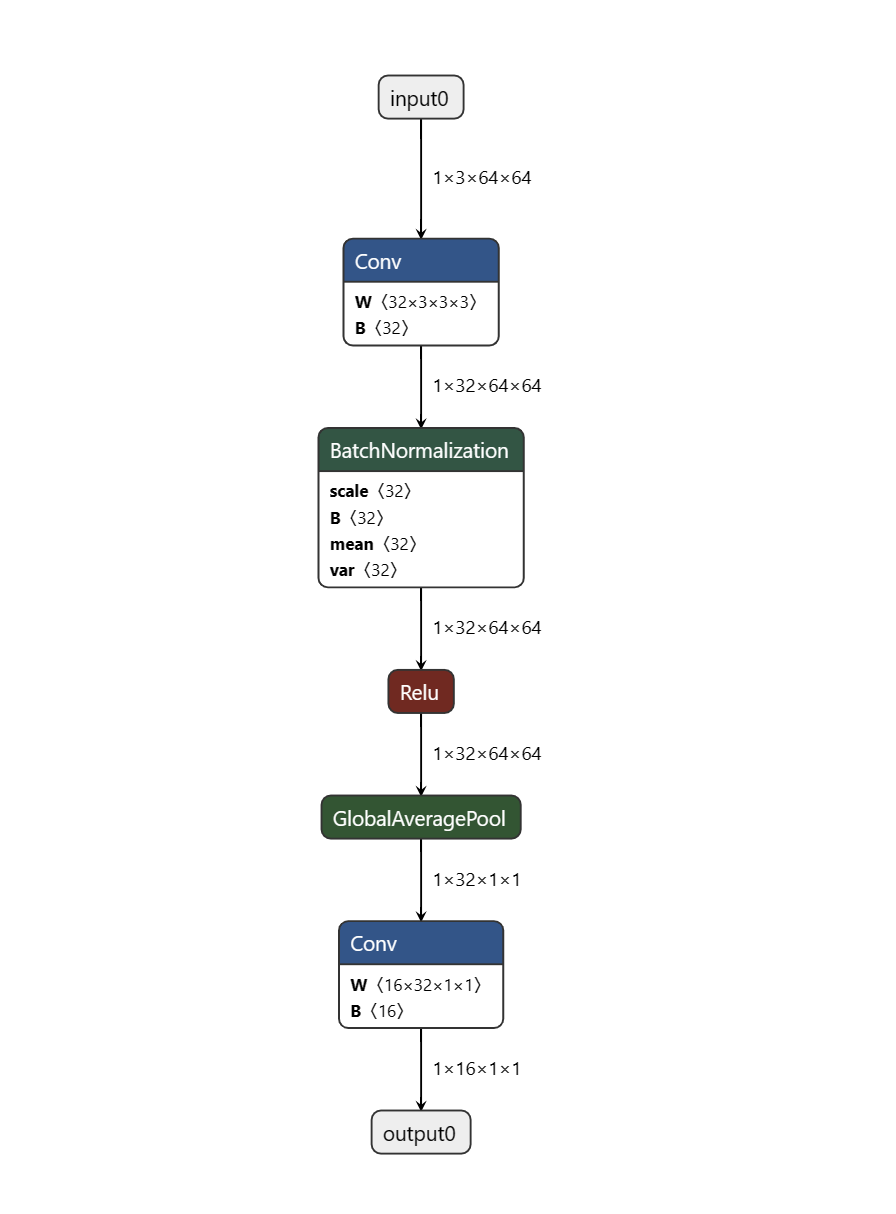 input0
1×3×64×64
Conv
W〈32×3×3×3〉
B〈32〉
1×32×64×64
BatchNormalization
scale〈32〉
B〈32〉
mean〈32〉
var〈32〉
1×32×64×64
Relu
1×32×64×64
GlobalAveragePool
1×32×1×1
Conv
W〈16×32×1×1〉
B〈16〉
1×16×1×1
output0